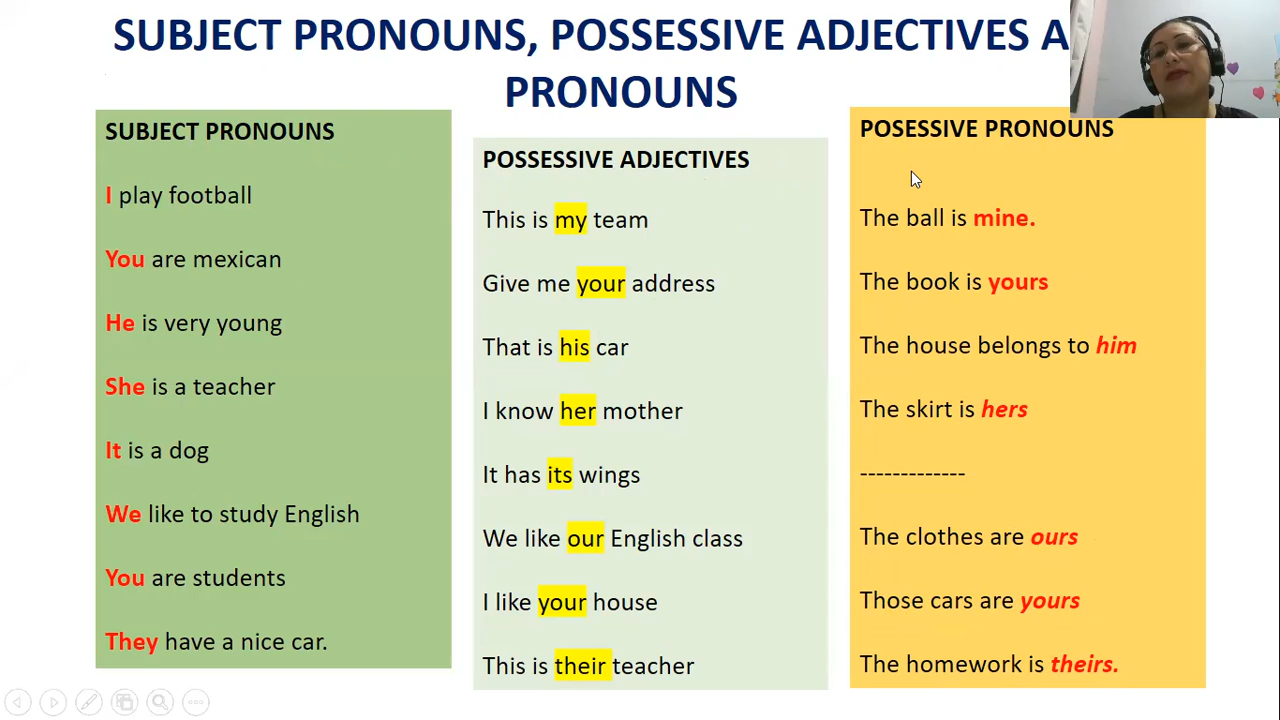 SUBJECT PRONOUNS, POSSESSIVE ADJECTIVES A
PRONOUNS
SUBJECT PRONOUNS
I play football
You are mexican
He is very young
She is a teacher
It is a dog
We like to study English
You are students
They have a nice car.
POSSESSIVE ADJECTIVES
This is my team
Give me your address
That is his car
I know her mother
It has its wings
We like our English class
I like your house
This is their teacher
POSESSIVE PRONOUNS
The ball is mine.
The book is yours
The house belongs to him
The skirt is hers
-------------
The clothes are ours
Those cars are yours
The homework is theirs.